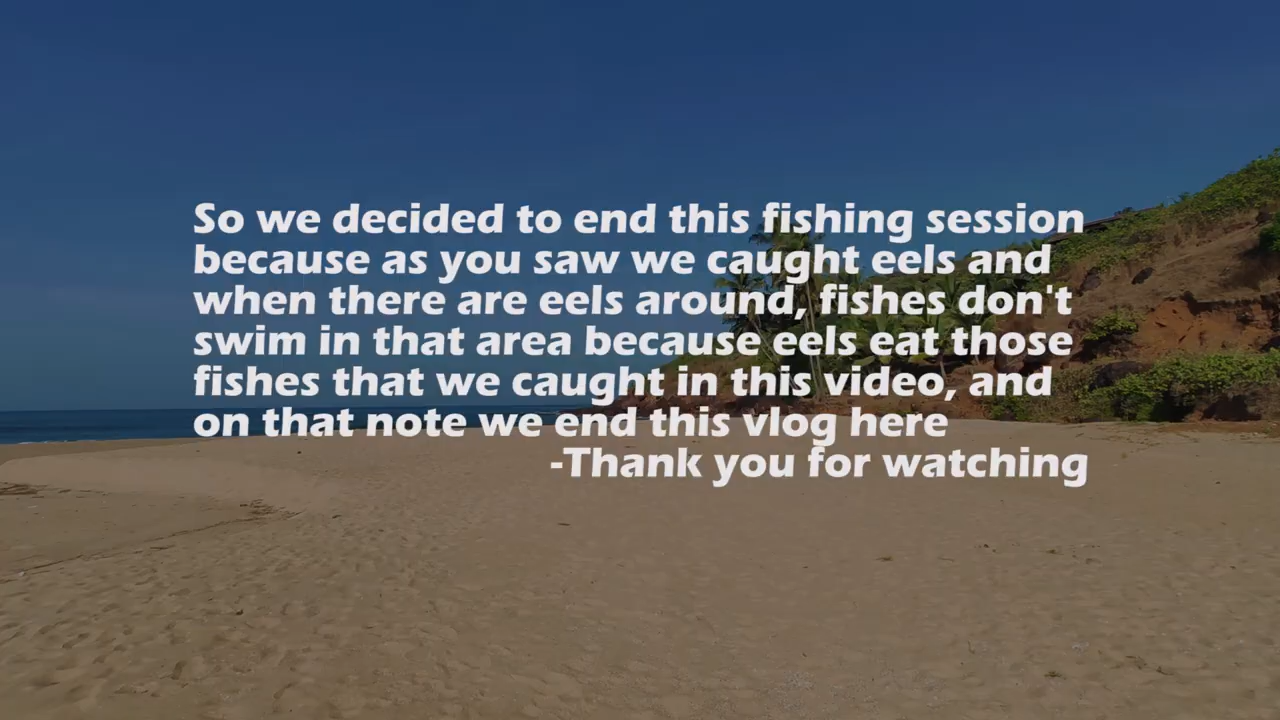 So we decided to end this fishing session
because as you saw we caught eels and
when there are eels around, fishes don't
swim in that area because eels eat those
fishes that we caught in this video, and
on that note we end this vlog here
-Thank you for watching